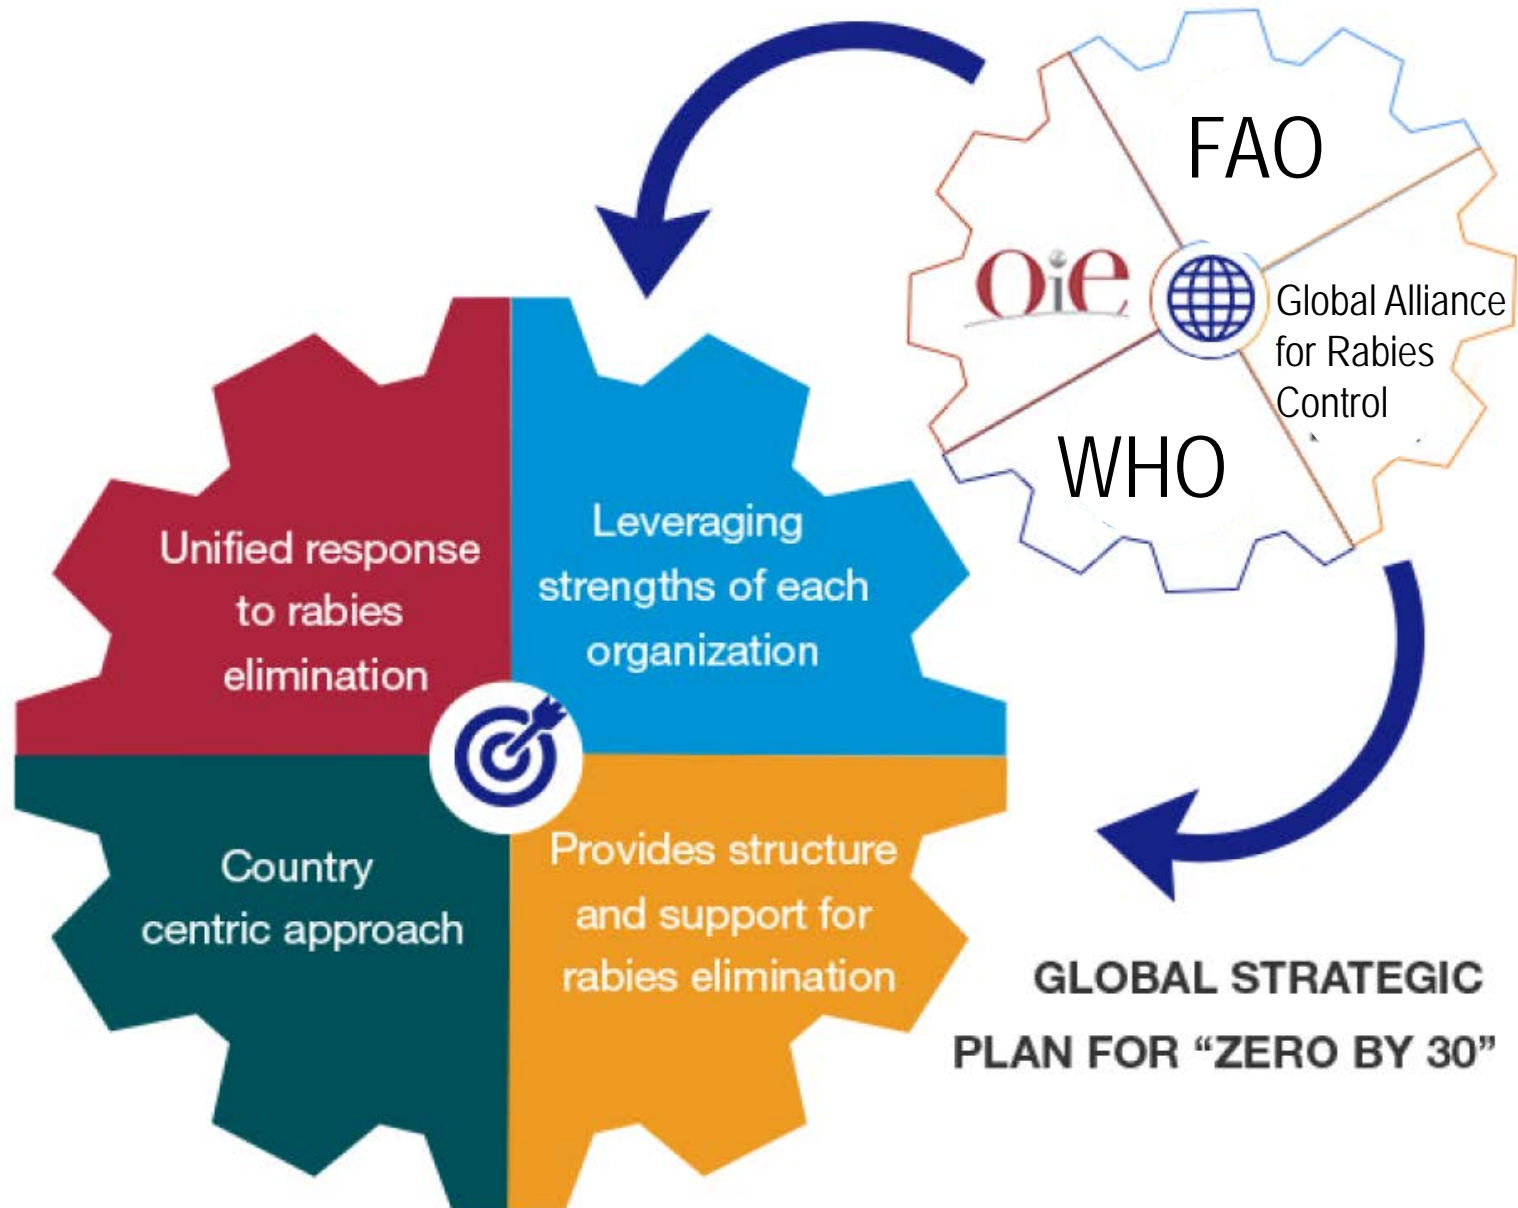 FAO
OiE
Global Alliance
for Rabies
Control
WHO
Unified response
to rabies
elimination
Leveraging
strengths of each
organization
Country
centric approach
Provides structure
and support for
rabies elimination
GLOBAL STRATEGIC
PLAN FOR “ZERO BY 30”